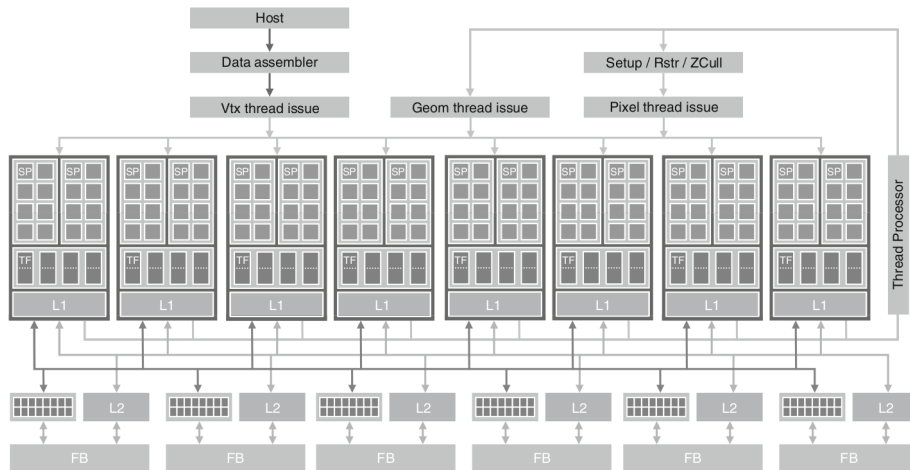 Host
Data assembler
Setup / Rstr / ZCull
Vtx thread issue
Geom thread issue
Pixel thread issue
SP SP SP SP SP SP SP SP SP SP SP SP SP SP SP SP
Thread Processor
TF TF TF TF TF TF TF TF
L1 L1 L1 L1 L1 L1 L1 L1
L2 L2 L2 L2 L2 L2
FB FB FB FB FB FB